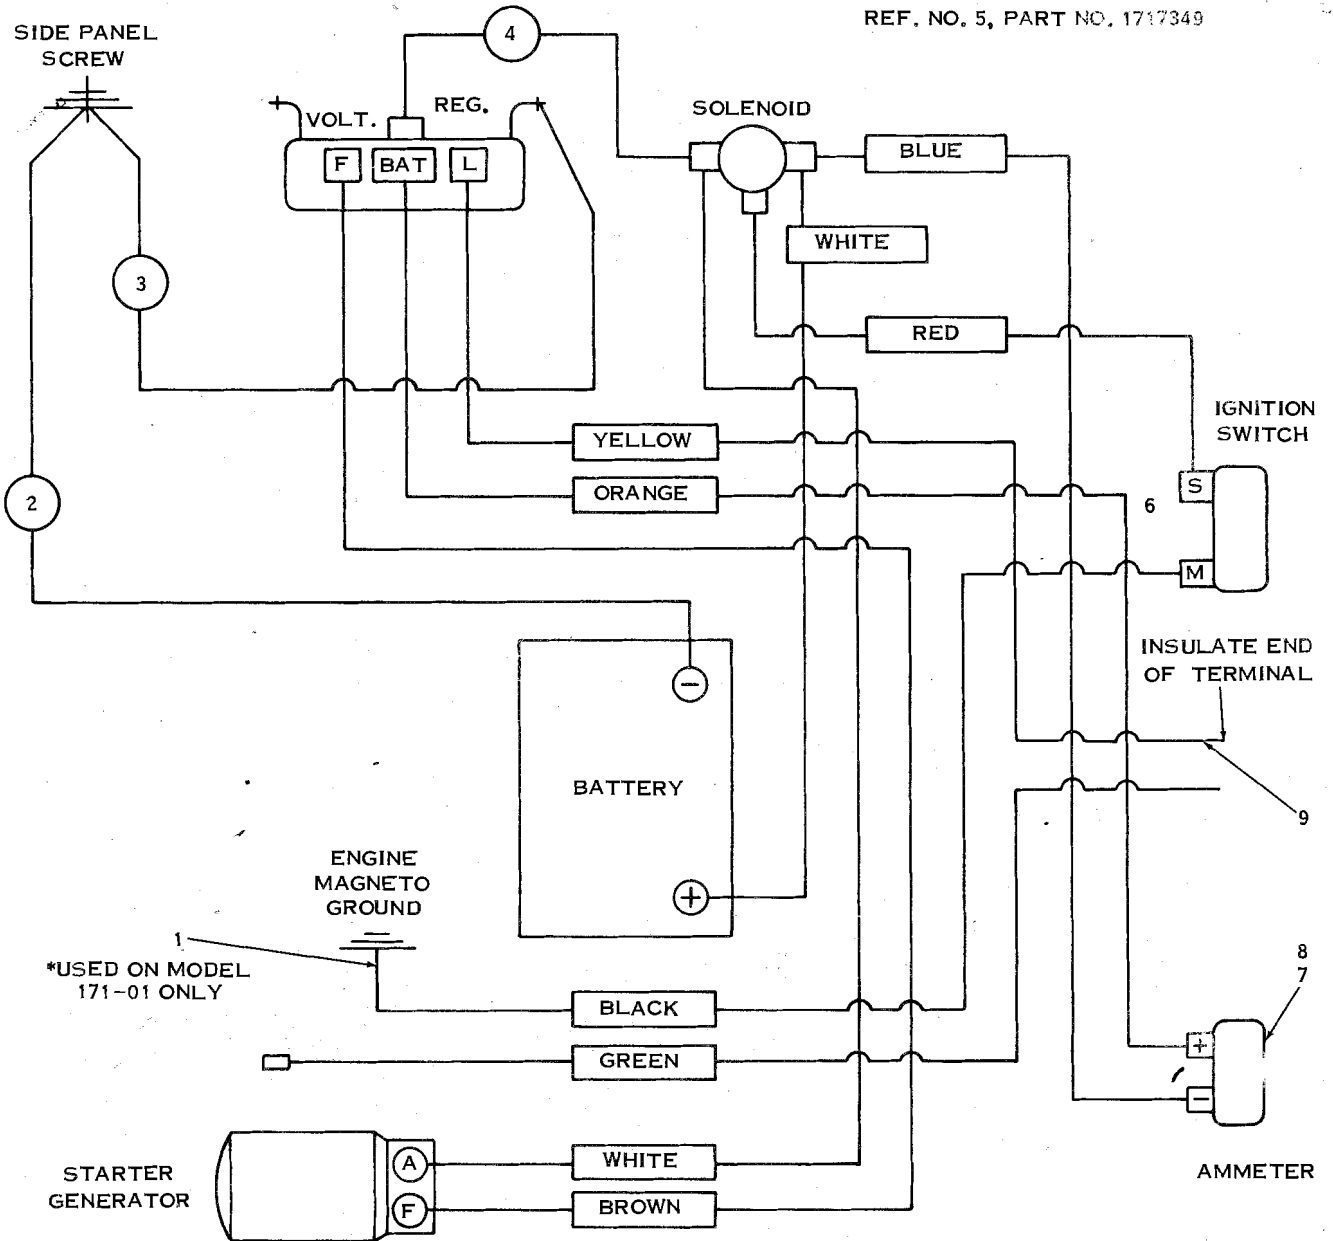 REF. NO. 5, PART NO. 1717349
SIDE PANEL
SCREW
4
VOLT.
REG.
SOLENOID
F
BAT
L
BLUE
WHITE
3
RED
IGNITION
SWITCH
YELLOW
S
ORANGE
6
2
M
INSULATE END
OF TERMINAL
−
BATTERY
9
ENGINE
MAGNETO
GROUND
+
1
*USED ON MODEL
171-01 ONLY
8
7
BLACK
+
GREEN
−
STARTER
GENERATOR
A
WHITE
AMMETER
F
BROWN